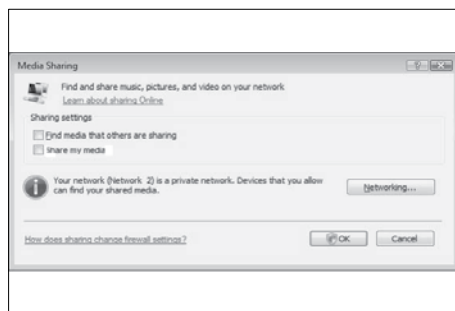 Media Sharing
Find and share music, pictures, and video on your network
Learn about sharing Online
Sharing settings
Find media that others are sharing
Share my media
Your network (Network 2) is a private network. Devices that you allow
can find your shared media.
Networking...
How does sharing change firewall settings?
OK
Cancel